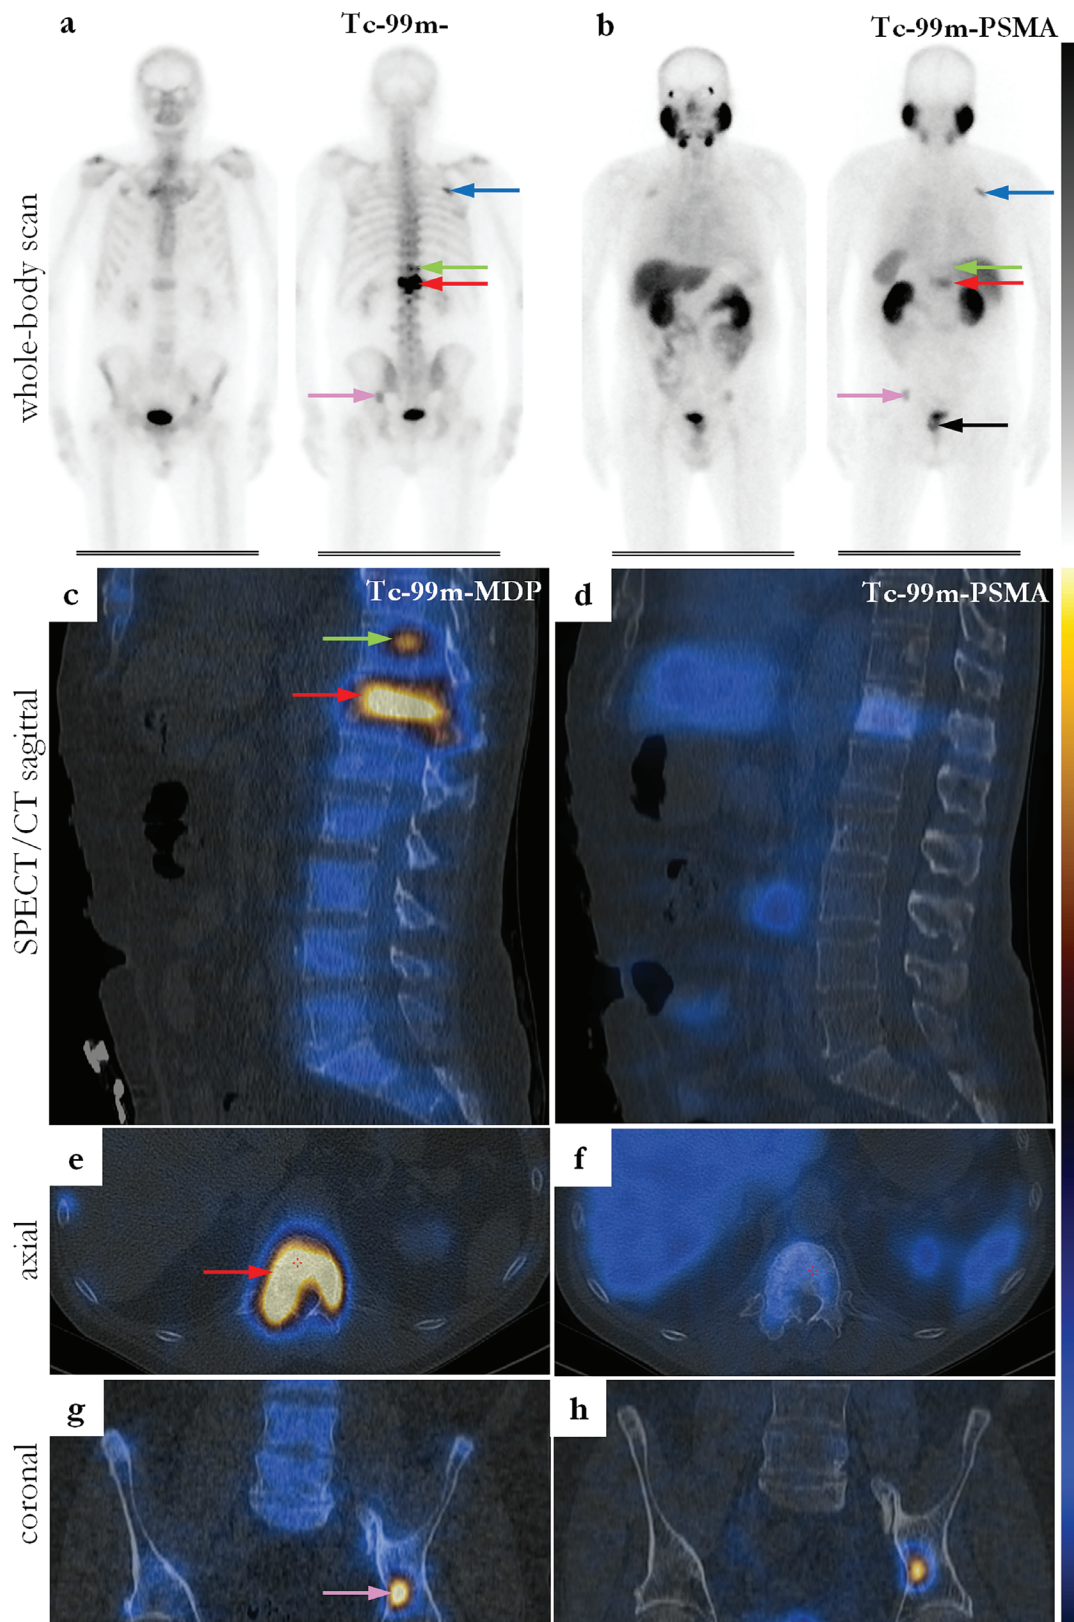 a
Tc-99m-
b
Tc-99m-PSMA
whole-body scan
c
Tc-99m-MDP
d
Tc-99m-PSMA
SPECT/CT sagittal
e
f
axial
g
h
coronal